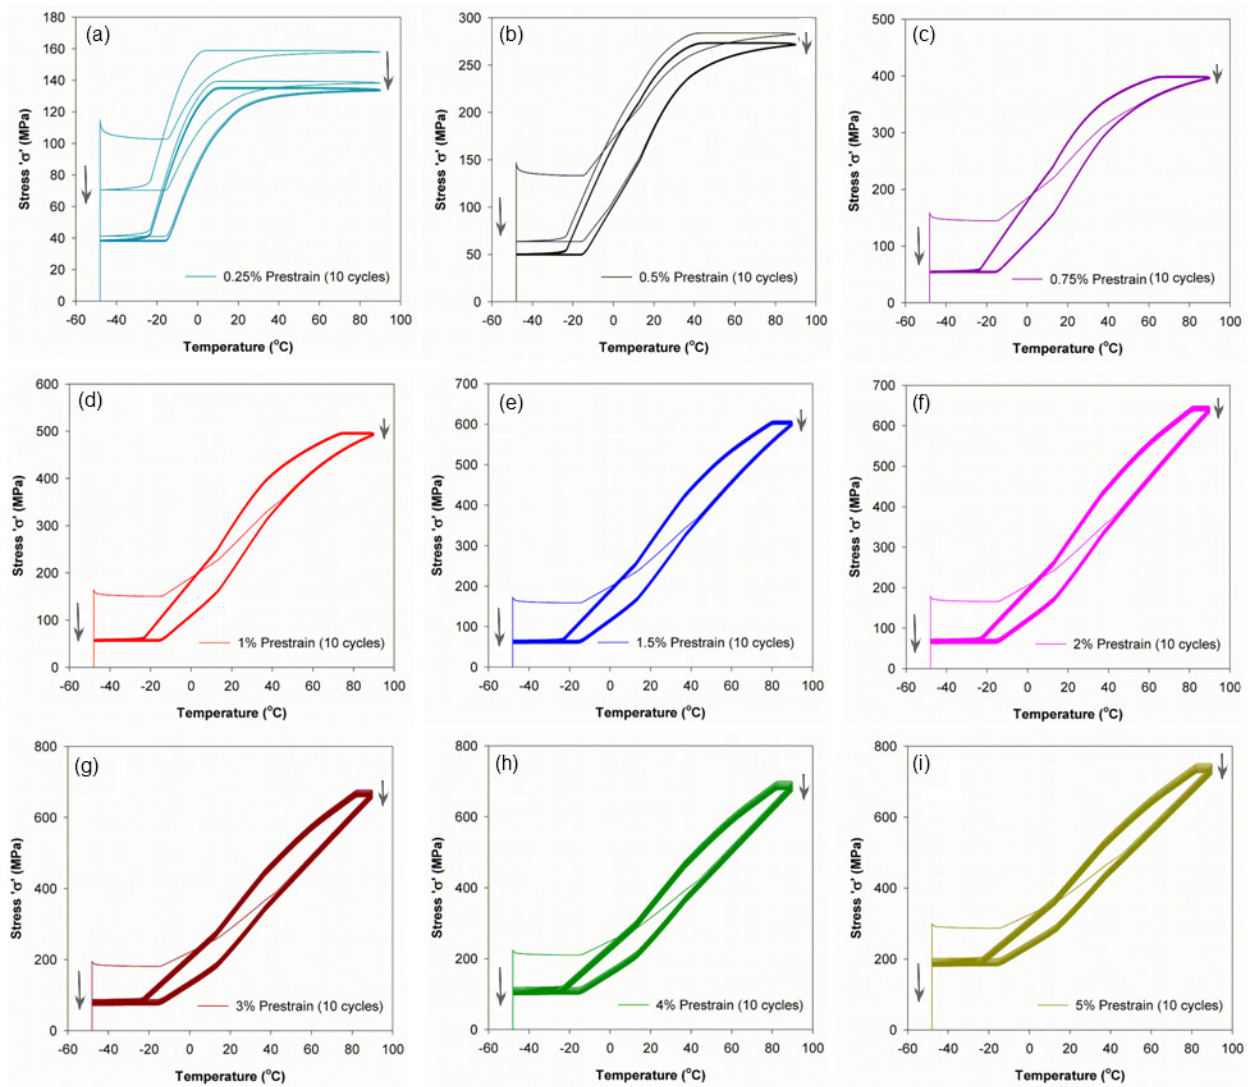 (a)
180
160
140
120
100
80
60
40
20
0
Stress 'σ' (MPa)
0.25% Prestrain (10 cycles)
-60 -40 -20 0 20 40 60 80 100
Temperature (°C)
(b)
300
250
200
150
100
50
0
Stress 'σ' (MPa)
0.5% Prestrain (10 cycles)
-60 -40 -20 0 20 40 60 80 100
Temperature (°C)
(c)
500
400
300
200
100
0
Stress 'σ' (MPa)
0.75% Prestrain (10 cycles)
-60 -40 -20 0 20 40 60 80 100
Temperature (°C)
(d)
600
500
400
300
200
100
0
Stress 'σ' (MPa)
1% Prestrain (10 cycles)
-60 -40 -20 0 20 40 60 80 100
Temperature (°C)
(e)
700
600
500
400
300
200
100
0
Stress 'σ' (MPa)
1.5% Prestrain (10 cycles)
-60 -40 -20 0 20 40 60 80 100
Temperature (°C)
(f)
700
600
500
400
300
200
100
0
Stress 'σ' (MPa)
2% Prestrain (10 cycles)
-60 -40 -20 0 20 40 60 80 100
Temperature (°C)
(g)
800
600
400
200
0
Stress 'σ' (MPa)
3% Prestrain (10 cycles)
-60 -40 -20 0 20 40 60 80 100
Temperature (°C)
(h)
800
600
400
200
0
Stress 'σ' (MPa)
4% Prestrain (10 cycles)
-60 -40 -20 0 20 40 60 80 100
Temperature (°C)
(i)
800
600
400
200
0
Stress 'σ' (MPa)
5% Prestrain (10 cycles)
-60 -40 -20 0 20 40 60 80 100
Temperature (°C)